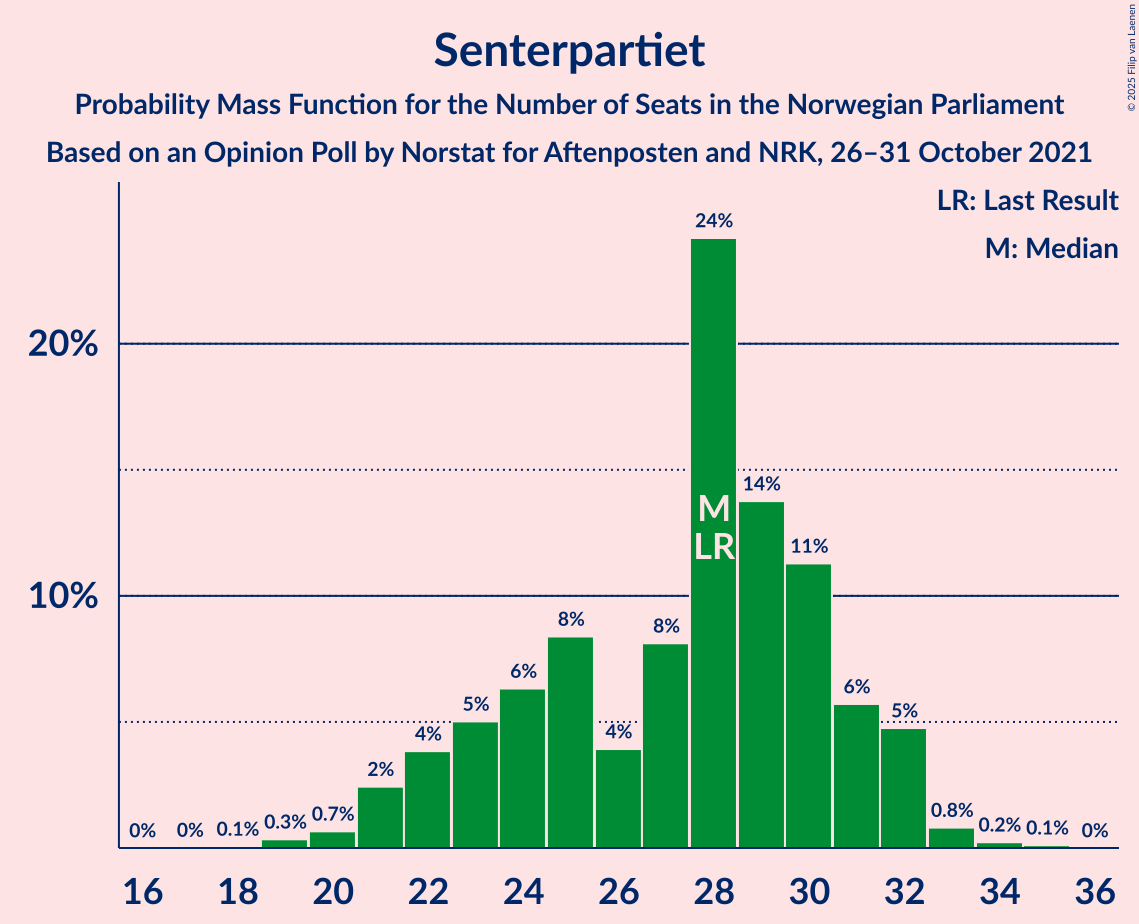 Senterpartiet
Probability Mass Function for the Number of Seats in the Norwegian Parliament
Based on an Opinion Poll by Norstat for Aftenposten and NRK, 26–31 October 2021
© 2025 Filip van Laenen
LR: Last Result
M: Median
20%
10%
0%
0%
0.1%
0.3%
0.7%
2%
4%
5%
6%
8%
4%
8%
24%
14%
11%
6%
5%
0.8%
0.2%
0.1%
0%
M
LR
16 18 20 22 24 26 28 30 32 34 36